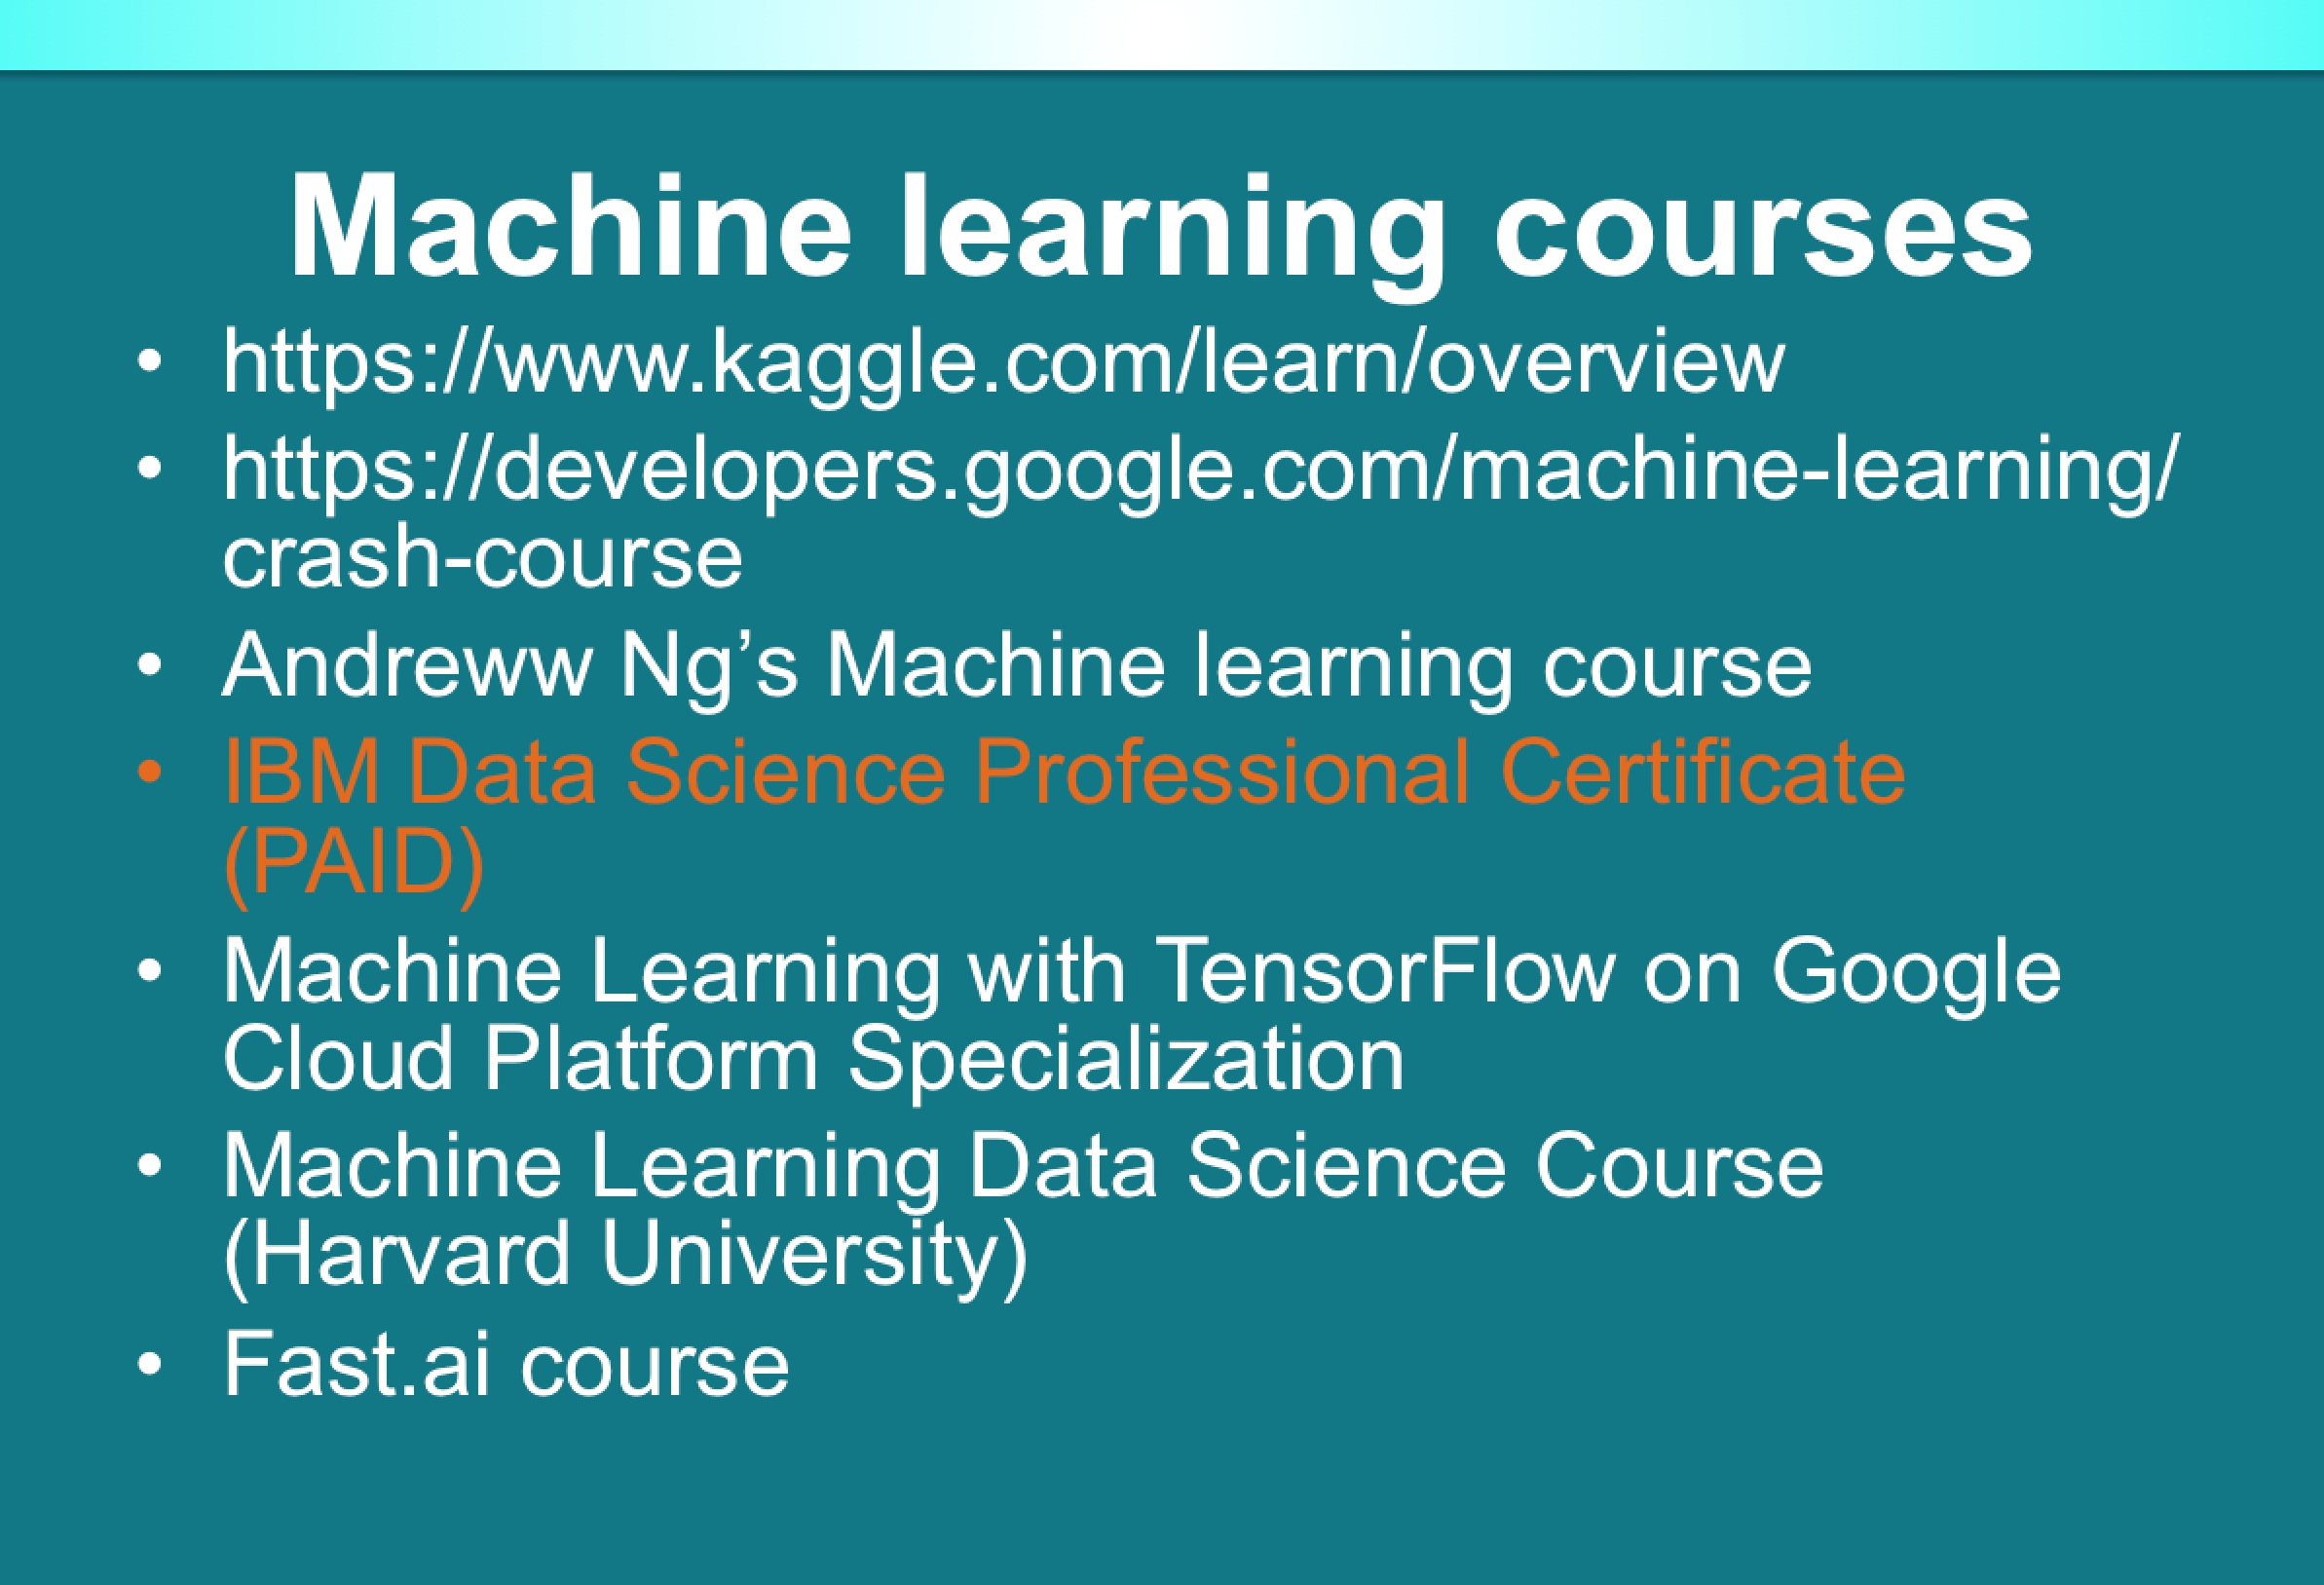 Machine learning courses
• https://www.kaggle.com/learn/overview
• https://developers.google.com/machine-learning/
crash-course
• Andreww Ng’s Machine learning course
• IBM Data Science Professional Certificate
(PAID)
• Machine Learning with TensorFlow on Google
Cloud Platform Specialization
• Machine Learning Data Science Course
(Harvard University)
• Fast.ai course